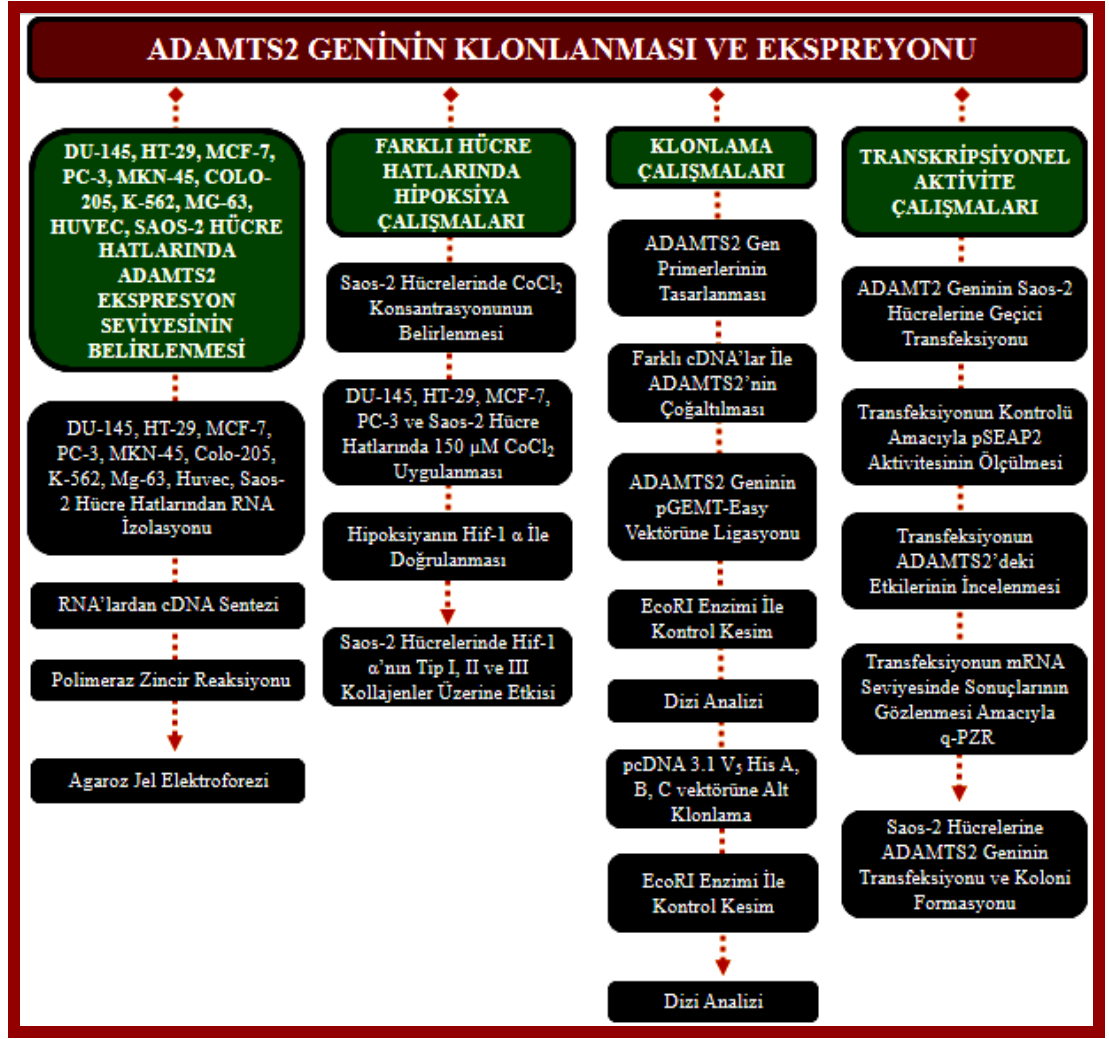 ADAMTS2 GENİNİN KLONLANMASI VE EKSPREYONU
DU-145, HT-29, MCF-7,
PC-3, MKN-45, COLO-
205, K-562, MG-63,
HUVEC, SAOS-2 HÜCRE
HATLARINDA
ADAMTS2
EKSPRESYON
SEVİYESİNİN
BELİRLENMESİ
DU-145, HT-29, MCF-7,
PC-3, MKN-45, Colo-205,
K-562, Mg-63, Huvec, Saos-
2 Hücre Hatlarından RNA
İzolasyonu
RNA’lardan cDNA Sentezi
Polimeraz Zincir Reaksiyonu
Agaroz Jel Elektroforezi
FARKLI HÜCRE
HATLARINDA
HİPOKSİYA
ÇALIŞMALARI
Saos-2 Hücrelerinde CoCl₂
Konsantrasyonunun
Belirlenmesi
DU-145, HT-29, MCF-7,
PC-3 ve Saos-2 Hücre
Hatlarında 150 µM CoCl₂
Uygulanması
Hipoksiyanın Hif-1 α İle
Doğrulanması
Saos-2 Hücrelerinde Hif-1
α’nın Tip I, II ve III
Kollajenler Üzerine Etkisi
KLONLAMA
ÇALIŞMALARI
ADAMTS2 Gen
Primerlerinin
Tasarlanması
Farklı cDNA’lar İle
ADAMTS2’nin
Çoğaltılması
ADAMTS2 Geninin
pGEMT-Easy
Vektörüne Ligasyonu
EcoRI Enzimi İle
Kontrol Kesim
Dizi Analizi
pcDNA 3.1 V₅ His A,
B, C vektörüne Alt
Klonlama
EcoRI Enzimi İle
Kontrol Kesim
Dizi Analizi
TRANSKRİPSİYONEL
AKTİVİTE
ÇALIŞMALARI
ADAMT2 Geninin Saos-2
Hücrelerine Geçici
Transfeksiyonu
Transfeksiyonun Kontrolü
Amacıyla pSEAP2
Aktivitesinin Ölçülmesi
Transfeksiyonun
ADAMTS2’deki
Etkilerinin İncelenmesi
Transfeksiyonun mRNA
Seviyesinde Sonuçlarının
Gözlenmesi Amacıyla
q-PZR
Saos-2 Hücrelerine
ADAMTS2 Geninin
Transfeksiyonu ve Koloni
Formasyonu